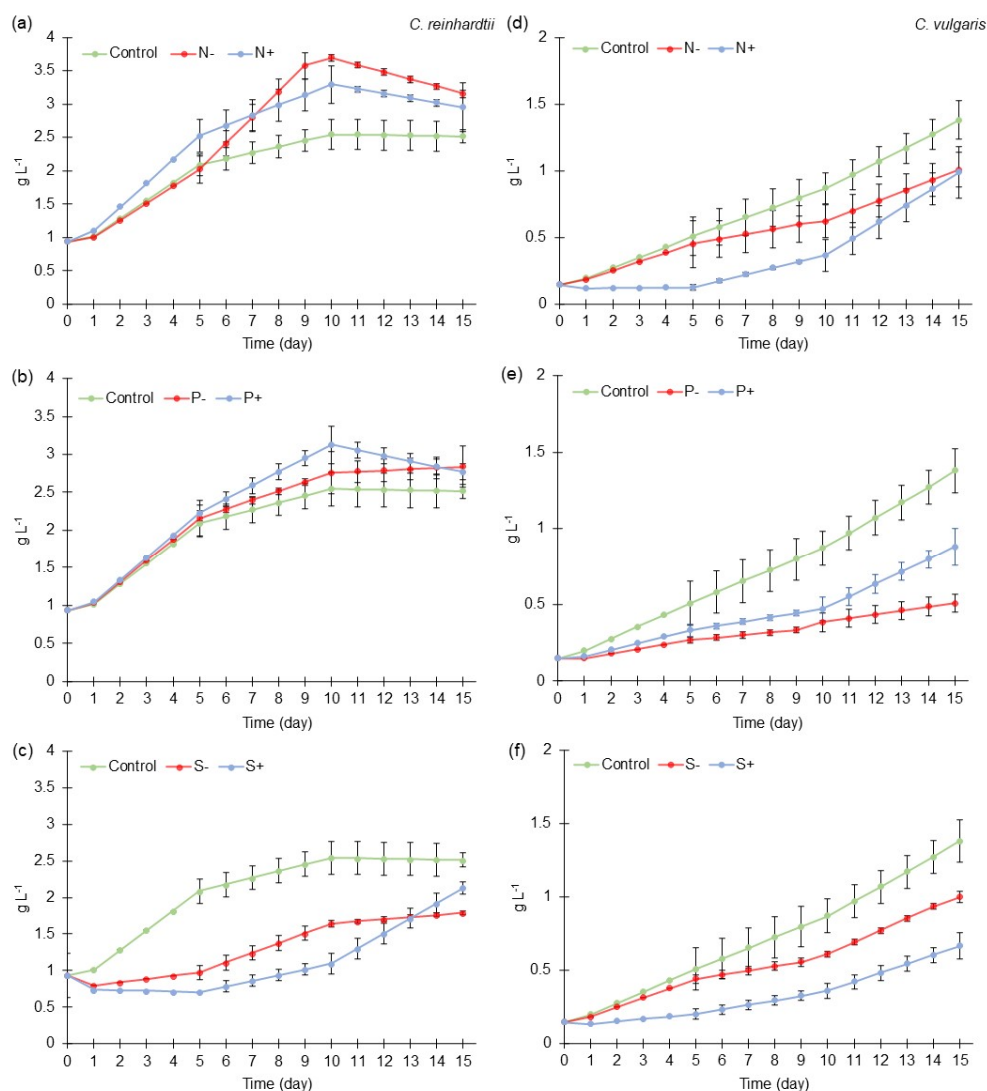 (a) C. reinhardtii
Control N- N+
4
3.5
3
2.5
2
1.5
1
0.5
0
g L-1
0 1 2 3 4 5 6 7 8 9 10 11 12 13 14 15
Time (day)
(d) C. vulgaris
Control N- N+
2
1.5
1
0.5
0
g L-1
0 1 2 3 4 5 6 7 8 9 10 11 12 13 14 15
Time (day)
(b)
Control P- P+
4
3.5
3
2.5
2
1.5
1
0.5
0
g L-1
0 1 2 3 4 5 6 7 8 9 10 11 12 13 14 15
Time (day)
(e)
Control P- P+
2
1.5
1
0.5
0
g L-1
0 1 2 3 4 5 6 7 8 9 10 11 12 13 14 15
Time (day)
(c)
Control S- S+
4
3.5
3
2.5
2
1.5
1
0.5
0
g L-1
0 1 2 3 4 5 6 7 8 9 10 11 12 13 14 15
Time (day)
(f)
Control S- S+
2
1.5
1
0.5
0
g L-1
0 1 2 3 4 5 6 7 8 9 10 11 12 13 14 15
Time (day)